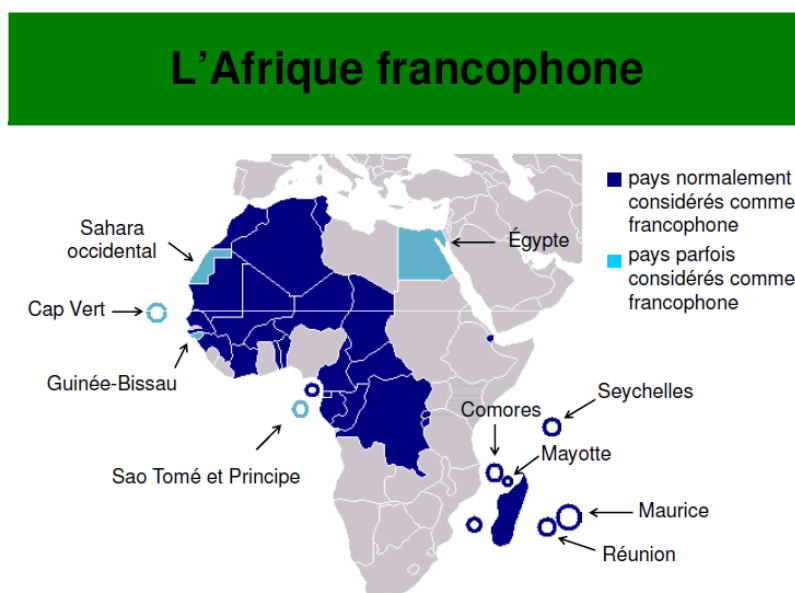 L'Afrique francophone
pays normalement
considérés comme
francophone
pays parfois
considérés comme
francophone
Sahara
occidental
Égypte
Cap Vert
Guinée-Bissau
Sao Tomé et Principe
Comores
Seychelles
Mayotte
Maurice
Réunion